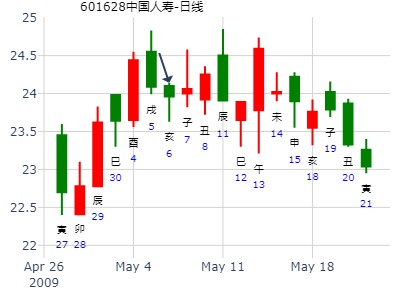 601628中国人寿-日线
25
24.5
24
23.5
23
22.5
22
寅
27
卯
28
辰
29
巳
30
酉
4
戌
5
亥
6
子
7
丑
8
辰
11
巳
12
午
13
未
14
申
15
亥
18
子
19
丑
20
寅
21
Apr 26
2009
May 4
May 11
May 18